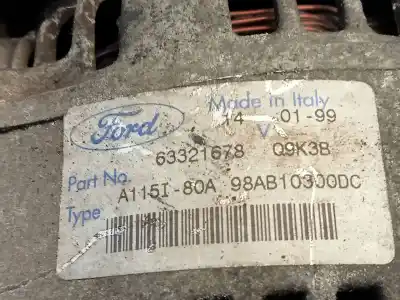 Made in Italy
Ford
14 V 01-99
63321678 Q9K3B
Part No.
A115I-80A 98AB10300DC
Type